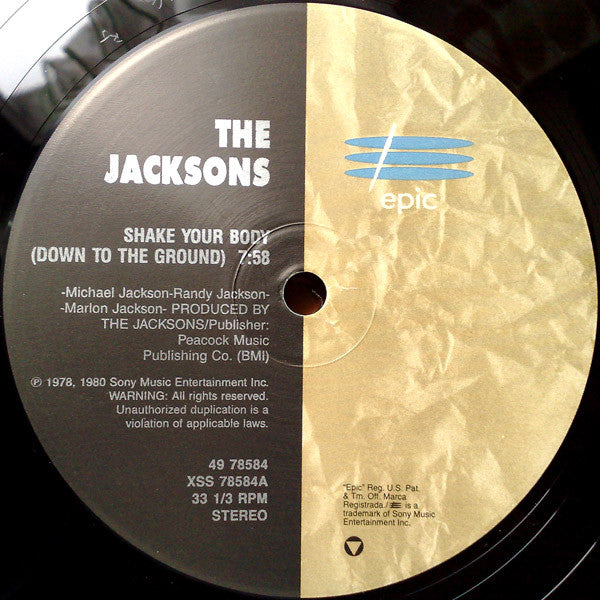 THE
JACKSONS
SHAKE YOUR BODY
(DOWN TO THE GROUND) 7:58
-Michael Jackson-Randy Jackson-
-Marlon Jackson- PRODUCED BY
THE JACKSONS/Publisher:
Peacock Music
Publishing Co. (BMI)
℗ 1978, 1980 Sony Music Entertainment Inc.
WARNING: All rights reserved.
Unauthorized duplication is a
violation of applicable laws.
49 78584
XSS 78584A
33 1/3 RPM
STEREO
epic
"Epic" Reg. U.S. Pat.
& Tm. Off. Marca
Registrada./ is a
trademark of Sony Music
Entertainment Inc.